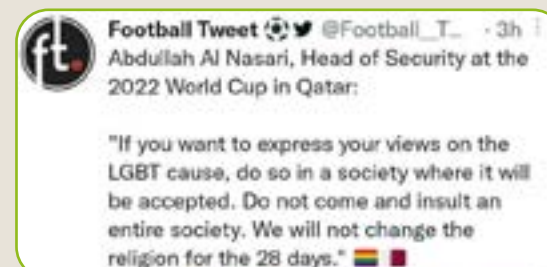 ft.
Football Tweet ⚽🐦 @Football__T… · 3h
Abdullah Al Nasari, Head of Security at the
2022 World Cup in Qatar:
"If you want to express your views on the
LGBT cause, do so in a society where it will
be accepted. Do not come and insult an
entire society. We will not change the
religion for the 28 days." 🏳️‍🌈 🇶🇦